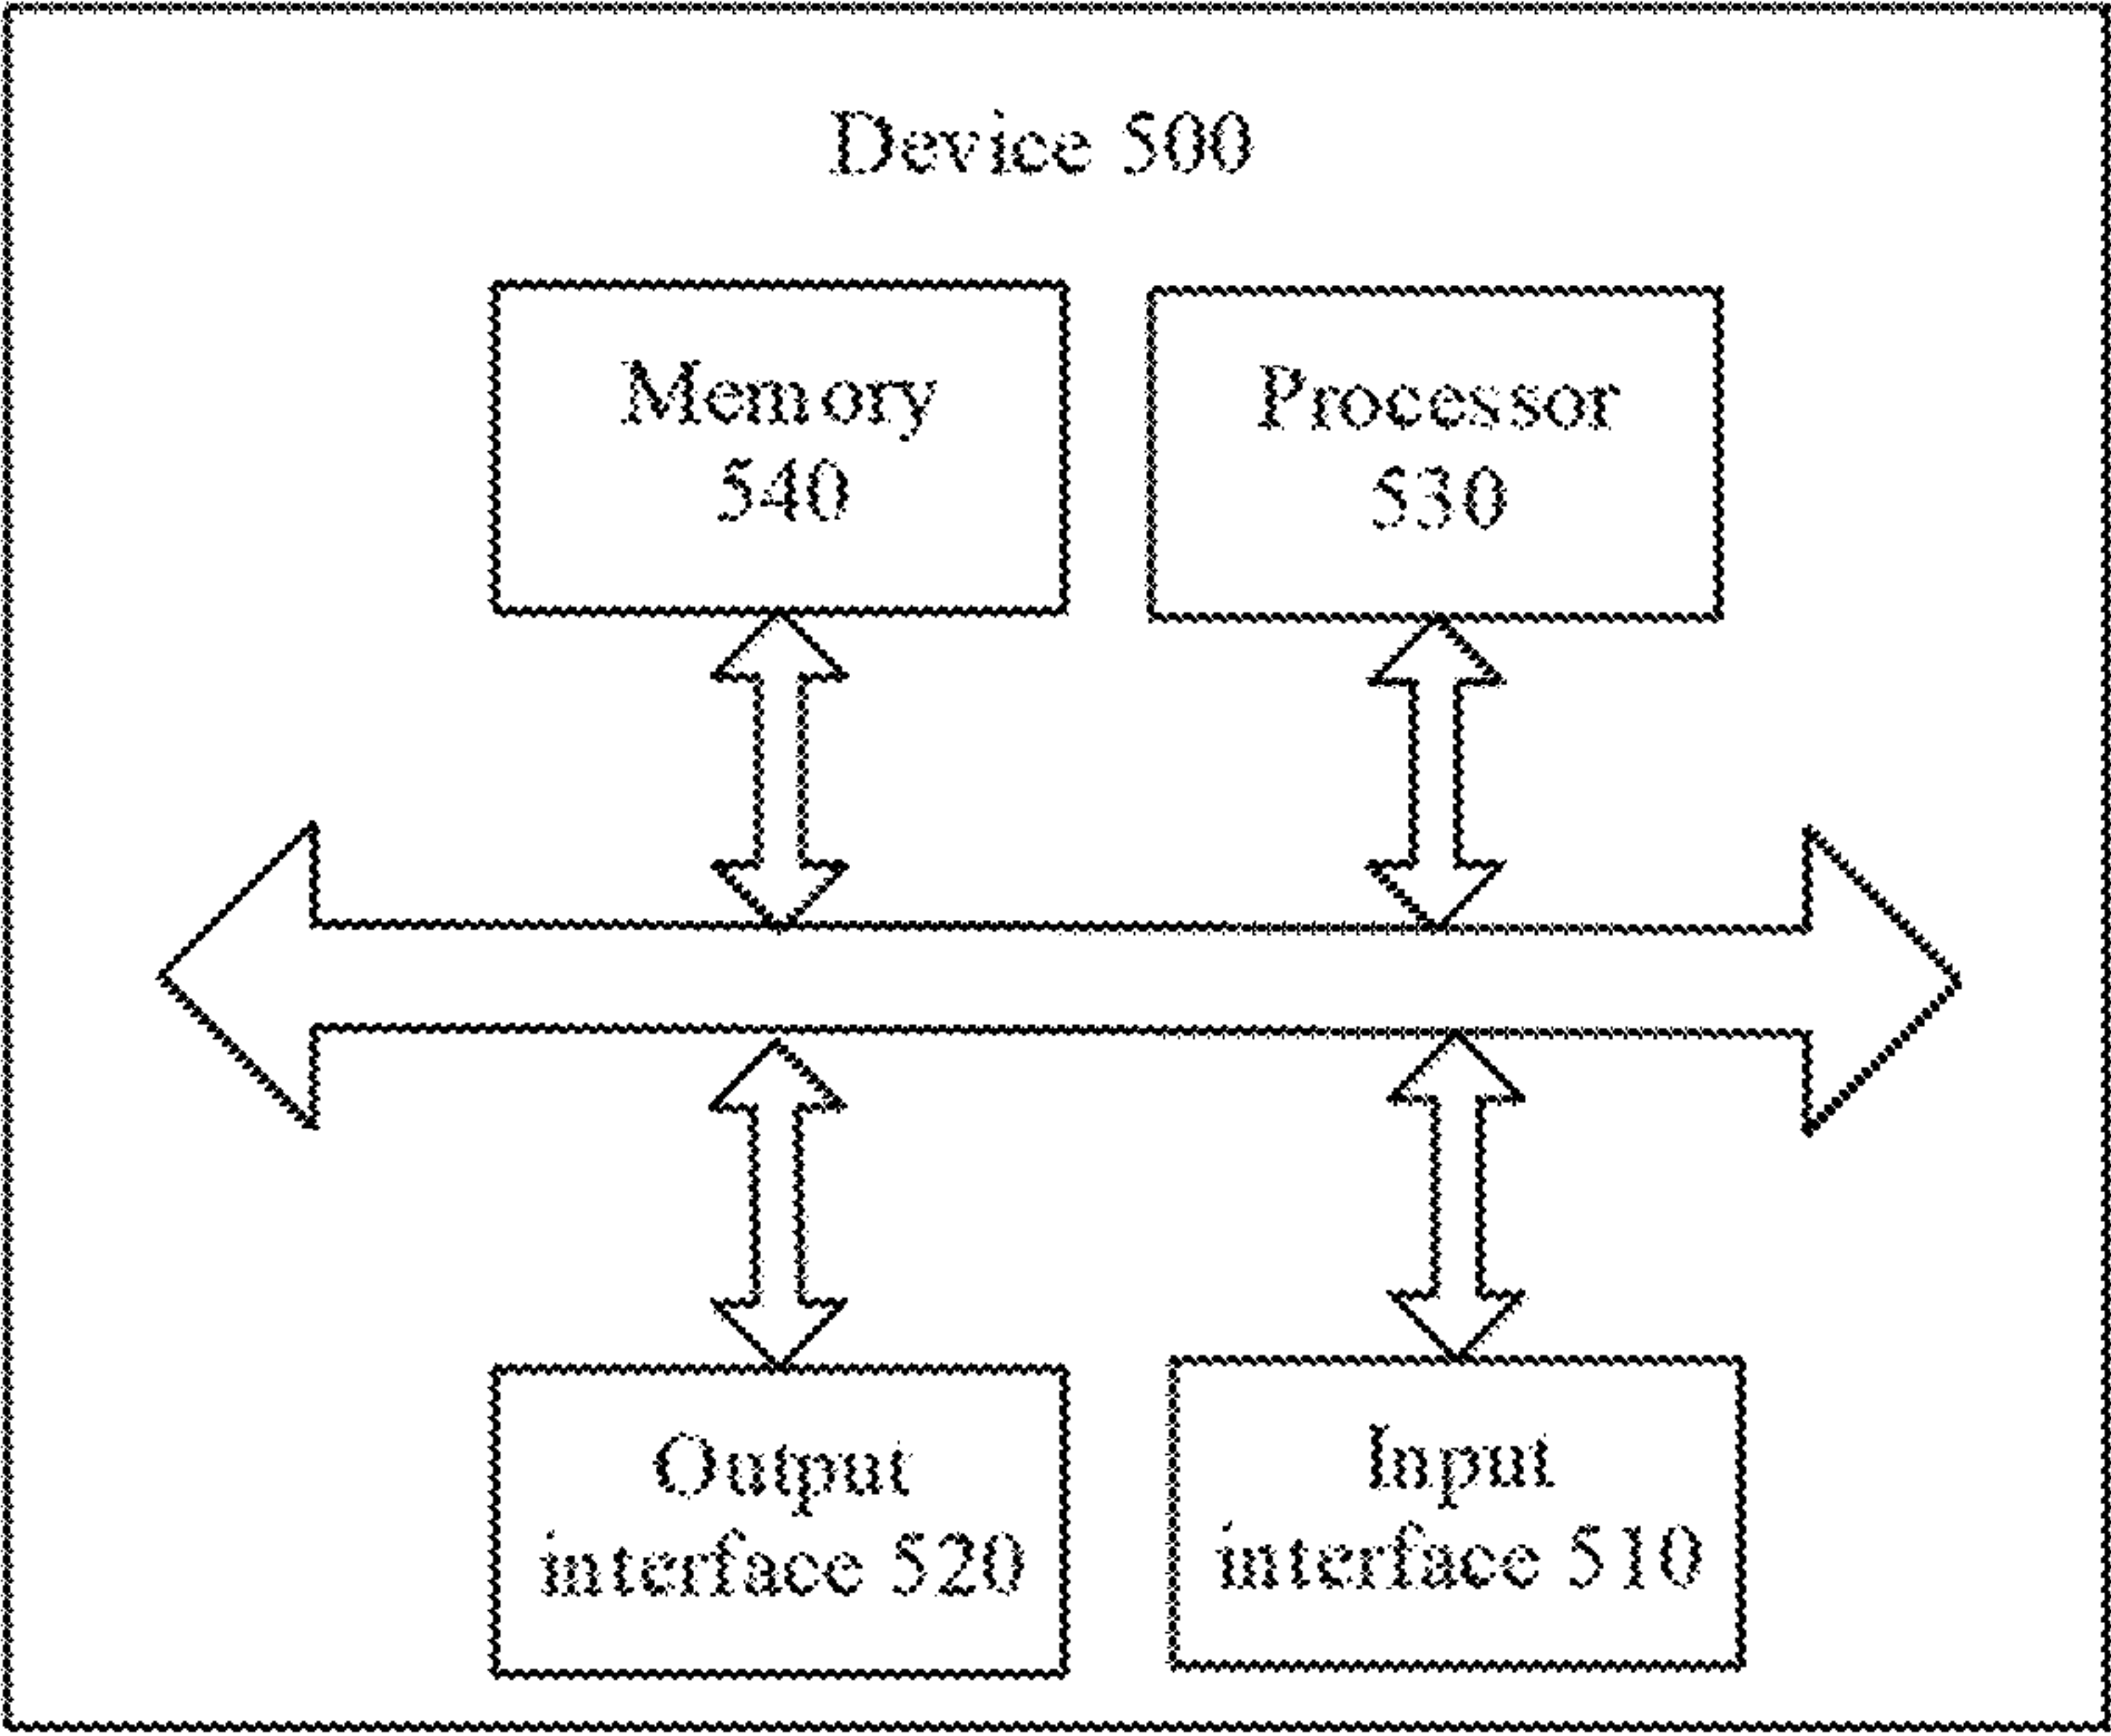 Device 500
Memory
540
Processor
530
Output
interface 520
Input
interface 510